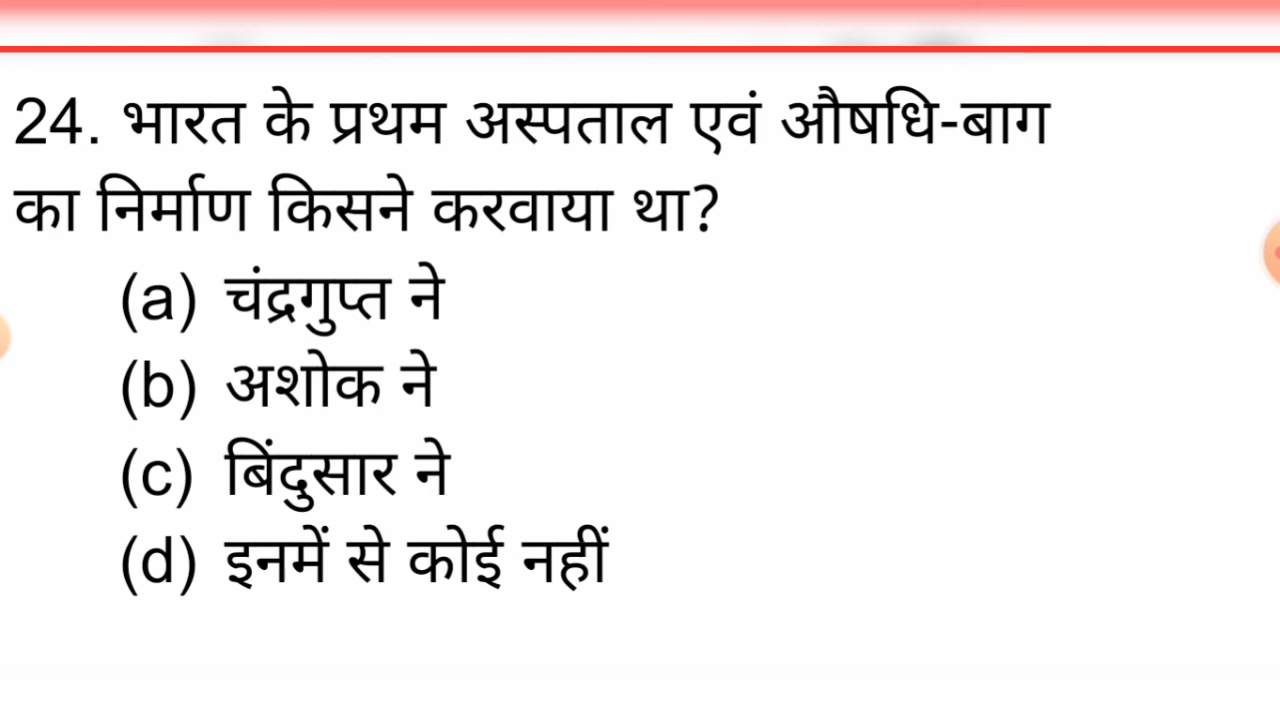 24. भारत के प्रथम अस्पताल एवं औषधि-बाग
का निर्माण किसने करवाया था?
(a) चंद्रगुप्त ने
(b) अशोक ने
(c) बिंदुसार ने
(d) इनमें से कोई नहीं